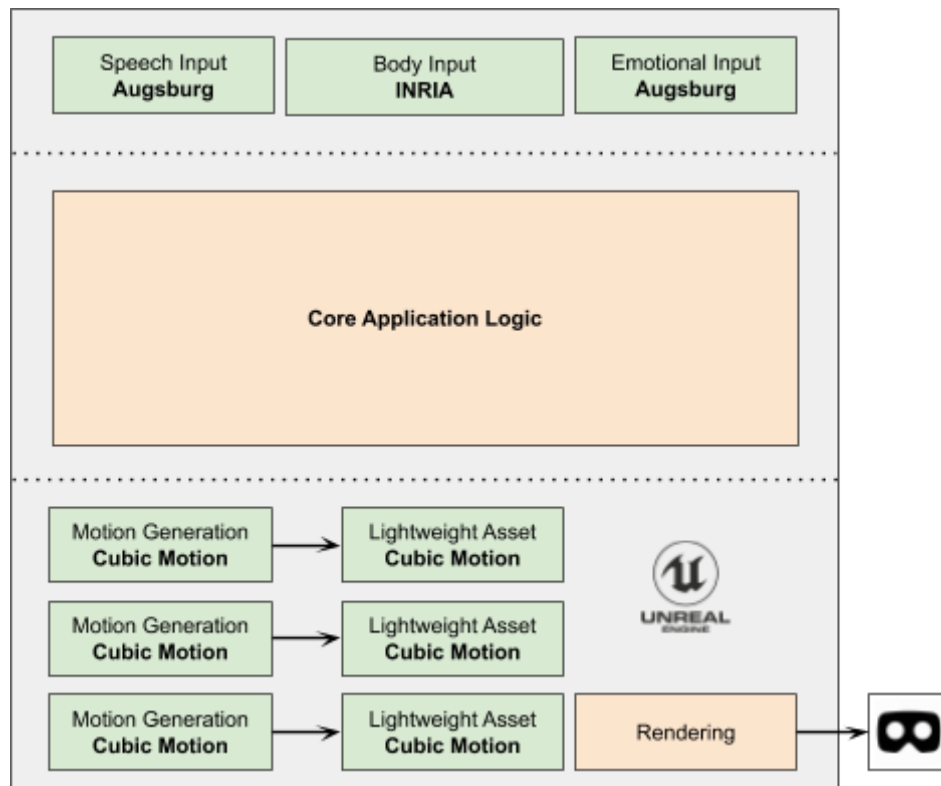 Speech Input
Augsburg
Body Input
INRIA
Emotional Input
Augsburg
Core Application Logic
Motion Generation
Cubic Motion
Lightweight Asset
Cubic Motion
UNREAL
ENGINE
Motion Generation
Cubic Motion
Lightweight Asset
Cubic Motion
Motion Generation
Cubic Motion
Lightweight Asset
Cubic Motion
Rendering